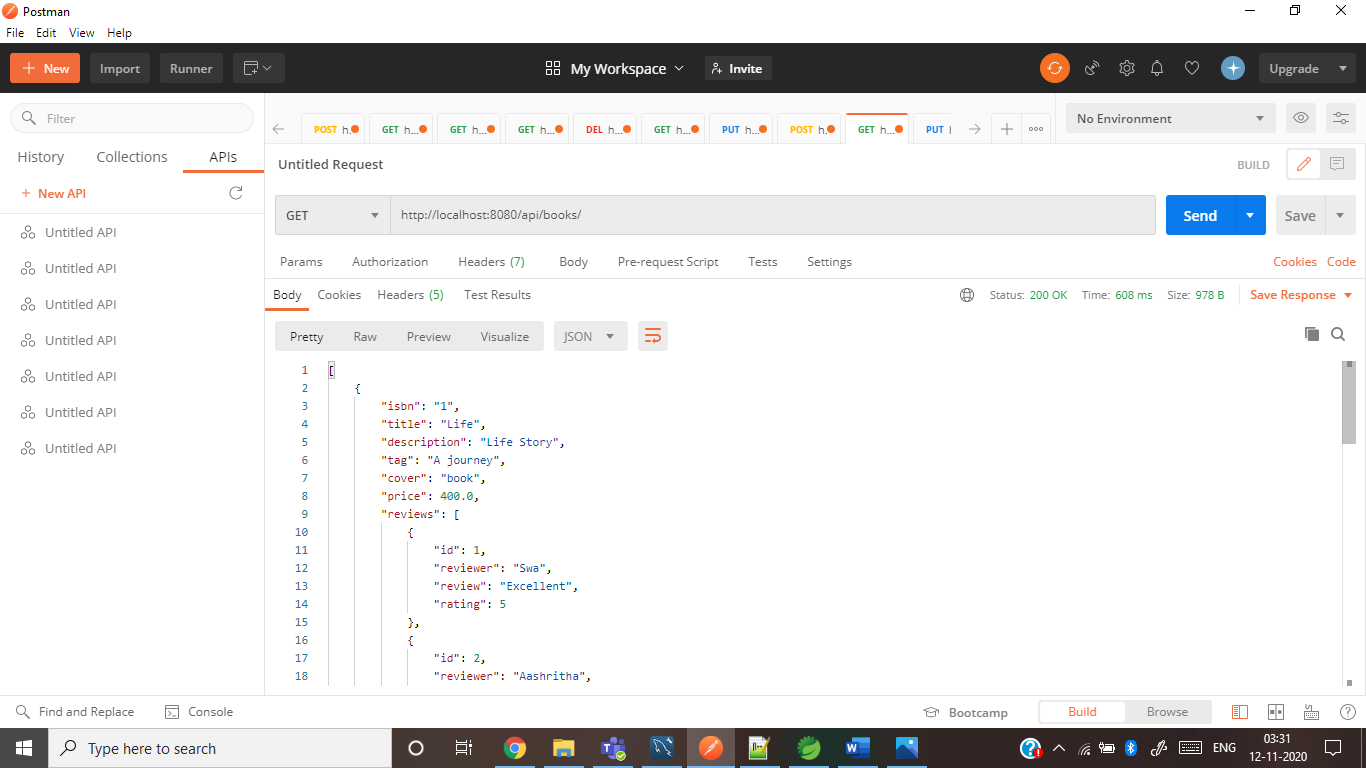 Postman
File Edit View Help
+ New Import Runner My Workspace Invite Upgrade
Filter
POST h... GET h... GET h... GET h... DEL h... GET h... PUT h... POST h. GET h... PUT No Environment
History Collections APIs
Untitled Request BUILD
+ New API
GET http://localhost:8080/api/books/ Send Save
Untitled API
Untitled API
Untitled API
Untitled API
Untitled API
Untitled API
Untitled API
Params Authorization Headers (7) Body Pre-request Script Tests Settings Cookies Code
Body Cookies Headers (5) Test Results Status: 200 OK Time: 608 ms Size: 978 B Save Response
Pretty Raw Preview Visualize JSON
1 [
2 {
3 "isbn": "1",
4 "title": "Life",
5 "description": "Life Story",
6 "tag": "A journey",
7 "cover": "book",
8 "price": 400.0,
9 "reviews": [
10 {
11 "id": 1,
12 "reviewer": "Swa",
13 "review": "Excellent",
14 "rating": 5
15 },
16 {
17 "id": 2,
18 "reviewer": "Aashritha",
Find and Replace Console Bootcamp Build Browse
Type here to search ENG 03:31
12-11-2020